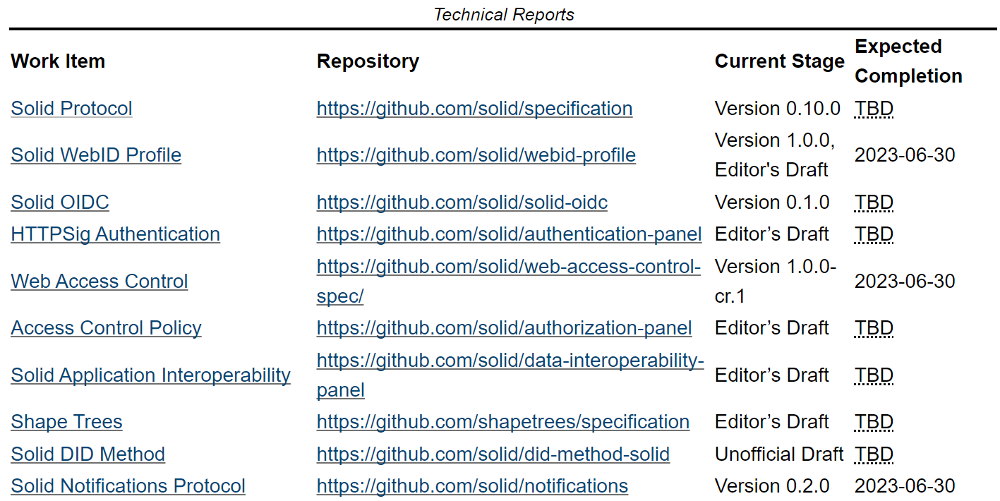 Technical Reports
Work Item Repository Current Stage Expected Completion
Solid Protocol https://github.com/solid/specification Version 0.10.0 TBD
Solid WebID Profile https://github.com/solid/webid-profile Version 1.0.0, Editor's Draft 2023-06-30
Solid OIDC https://github.com/solid/solid-oidc Version 0.1.0 TBD
HTTPSig Authentication https://github.com/solid/authentication-panel Editor’s Draft TBD
Web Access Control https://github.com/solid/web-access-control-spec/ Version 1.0.0-cr.1 2023-06-30
Access Control Policy https://github.com/solid/authorization-panel Editor’s Draft TBD
Solid Application Interoperability https://github.com/solid/data-interoperability-panel Editor’s Draft TBD
Shape Trees https://github.com/shapetrees/specification Editor’s Draft TBD
Solid DID Method https://github.com/solid/did-method-solid Unofficial Draft TBD
Solid Notifications Protocol https://github.com/solid/notifications Version 0.2.0 2023-06-30